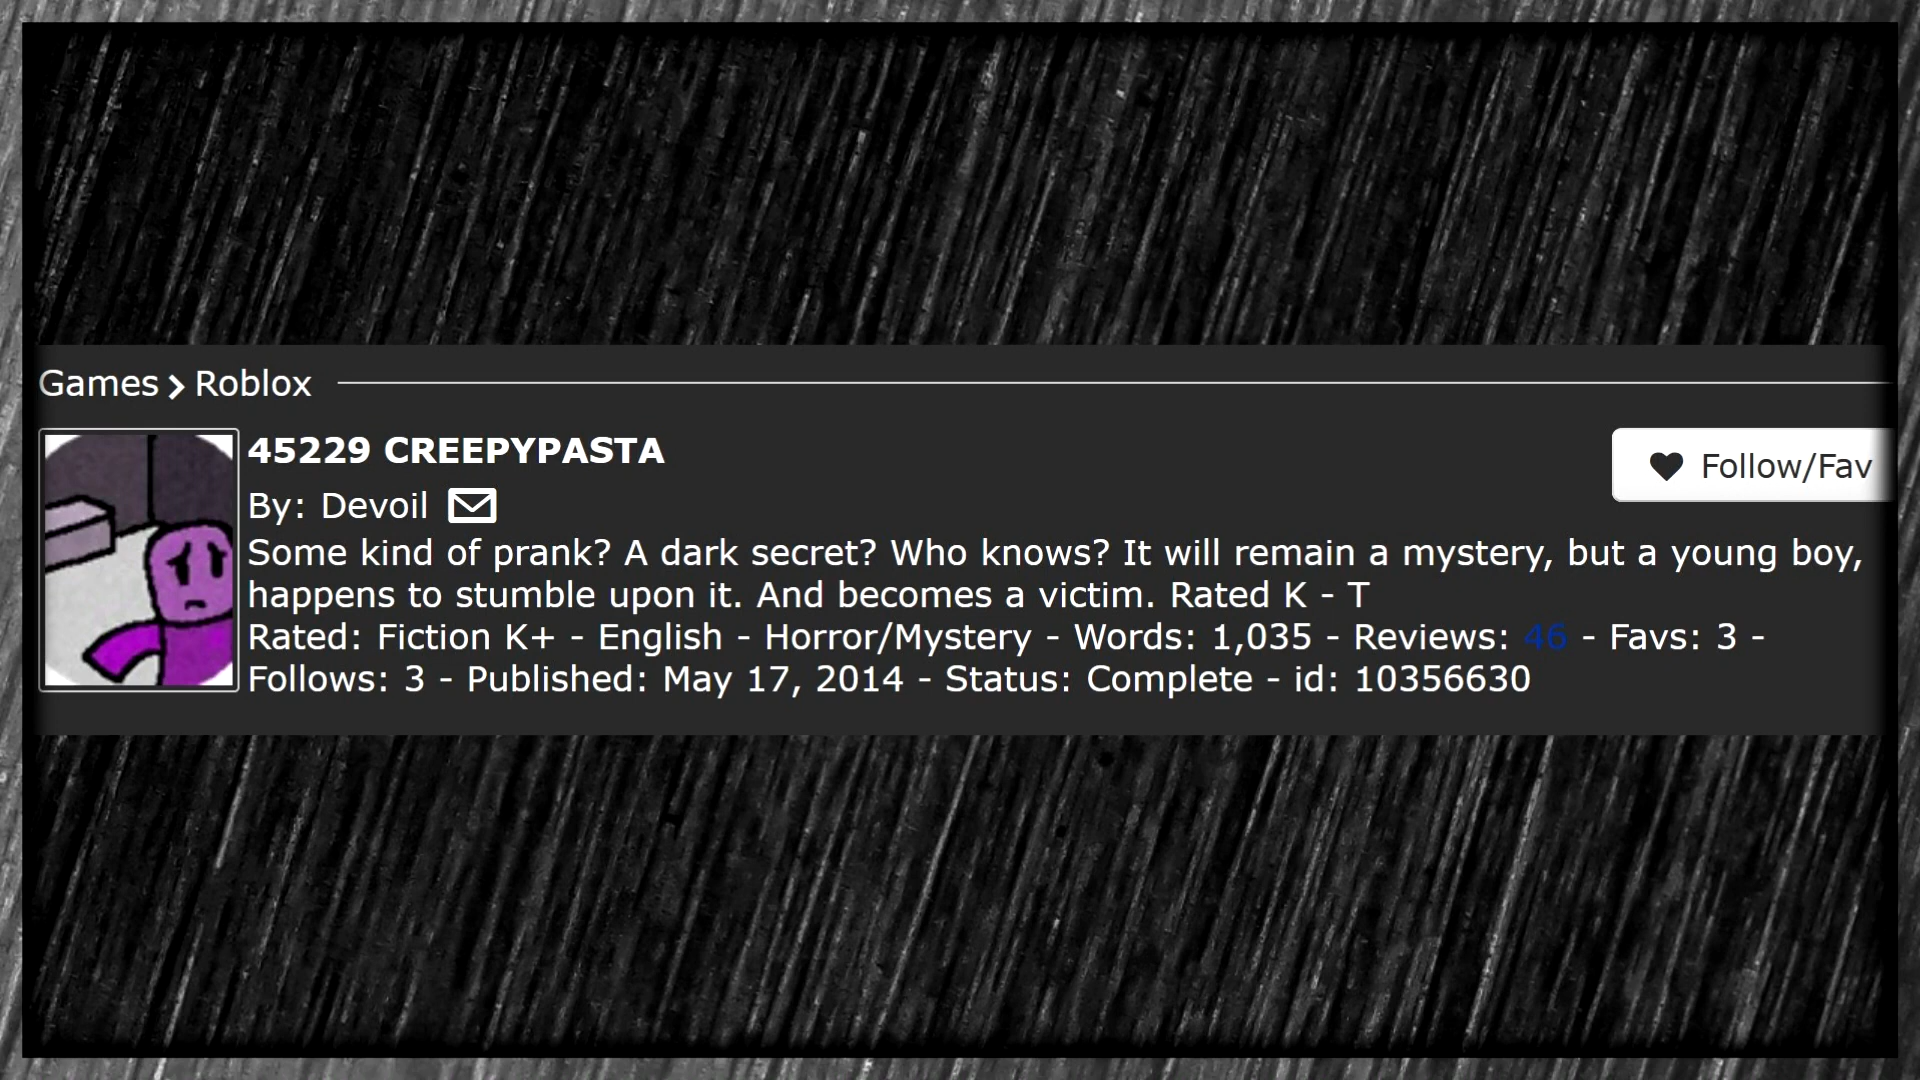 Games > Roblox
45229 CREEPYPASTA
Follow/Fav
By: Devoil
Some kind of prank? A dark secret? Who knows? It will remain a mystery, but a young boy,
happens to stumble upon it. And becomes a victim. Rated K - T
Rated: Fiction K+ - English - Horror/Mystery - Words: 1,035 - Reviews: 46 - Favs: 3 -
Follows: 3 - Published: May 17, 2014 - Status: Complete - id: 10356630